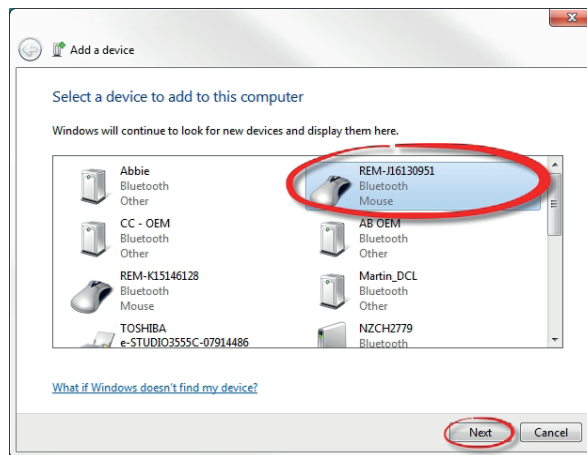 Add a device
Select a device to add to this computer
Windows will continue to look for new devices and display them here.
Abbie
Bluetooth
Other
REM-J16130951
Bluetooth
Mouse
CC - OEM
Bluetooth
Other
AB OEM
Bluetooth
Other
REM-K15146128
Bluetooth
Mouse
Martin_DCL
Bluetooth
Other
TOSHIBA
e-STUDIO3555C-07914486
NZCH2779
Bluetooth
What if Windows doesn't find my device?
Next
Cancel